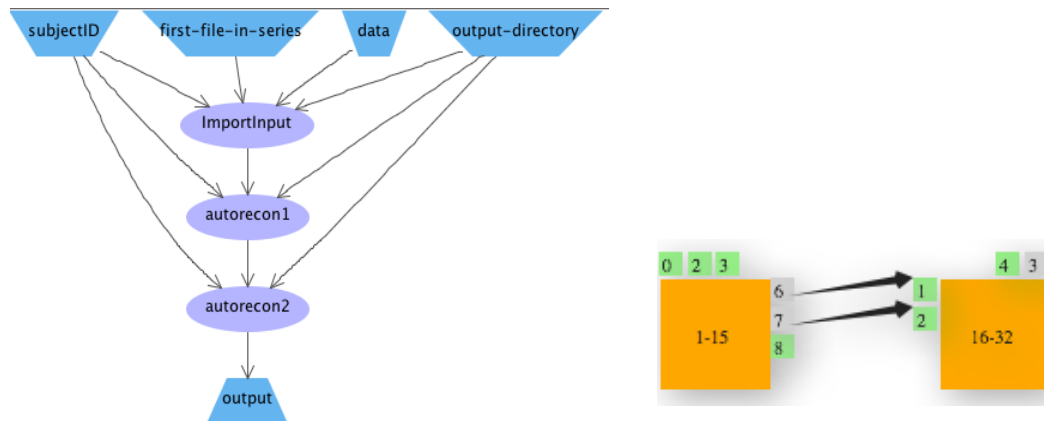 subjectID first-file-in-series data output-directory
ImportInput
autorecon1
autorecon2
output
0 2 3
6
7
8
1-15
4 3
1
2
16-32